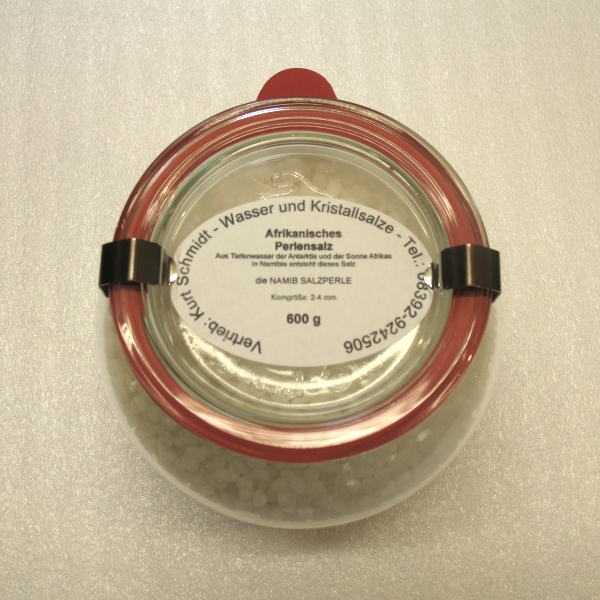 Vertrieb: Kurt Schmidt - Wasser und Kristallsalze - Tel.: 08392-9242506
Afrikanisches
Perlensalz
Aus Tiefenwasser der Antarktis und der Sonne Afrikas
in Namibia entsteht dieses Salz
die NAMIB SALZPERLE
Korngröße: 2-4 mm
600 g